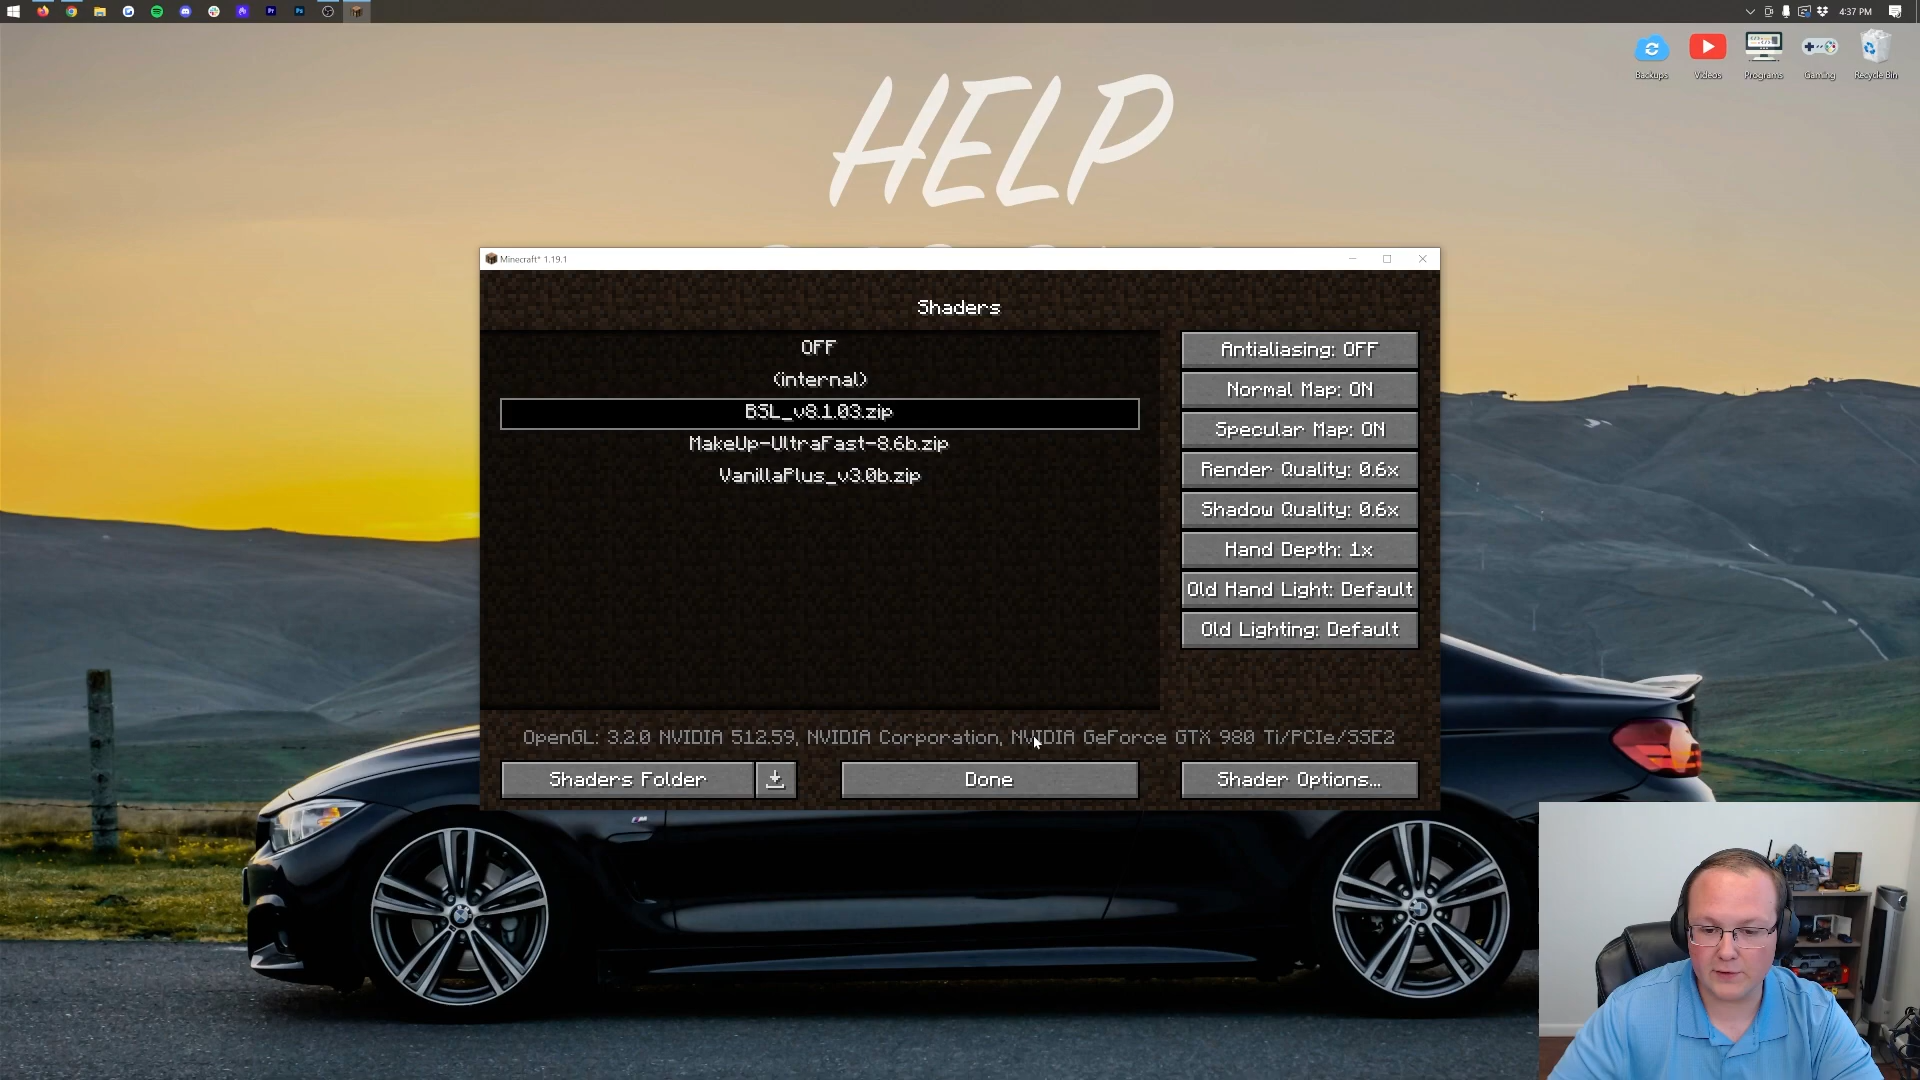 4:37 PM
Backups
Videos
Programs
Gaming
Recycle Bin
HELP
Minecraft* 1.19.1
Shaders
OFF
(internal)
BSL_v8.1.03.zip
MakeUp-UltraFast-8.6b.zip
VanillaPlus_v3.0b.zip
Antialiasing: OFF
Normal Map: ON
Specular Map: ON
Render Quality: 0.6x
Shadow Quality: 0.6x
Hand Depth: 1x
Old Hand Light: Default
Old Lighting: Default
OpenGL: 3.2.0 NVIDIA 512.59, NVIDIA Corporation, NVIDIA GeForce GTX 980 Ti/PCIe/SSE2
Shaders Folder
Done
Shader Options...